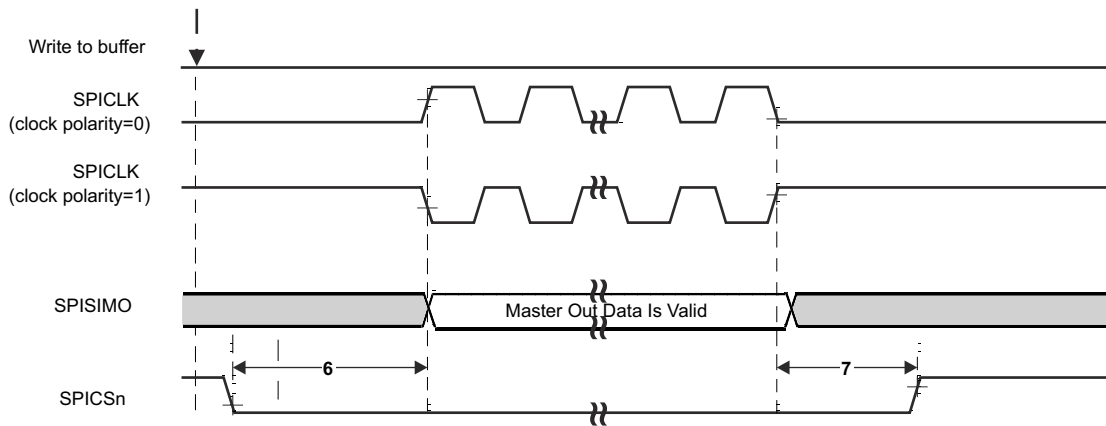 Write to buffer
SPICLK
(clock polarity=0)
SPICLK
(clock polarity=1)
SPISIMO
Master Out Data Is Valid
6
7
SPICSn